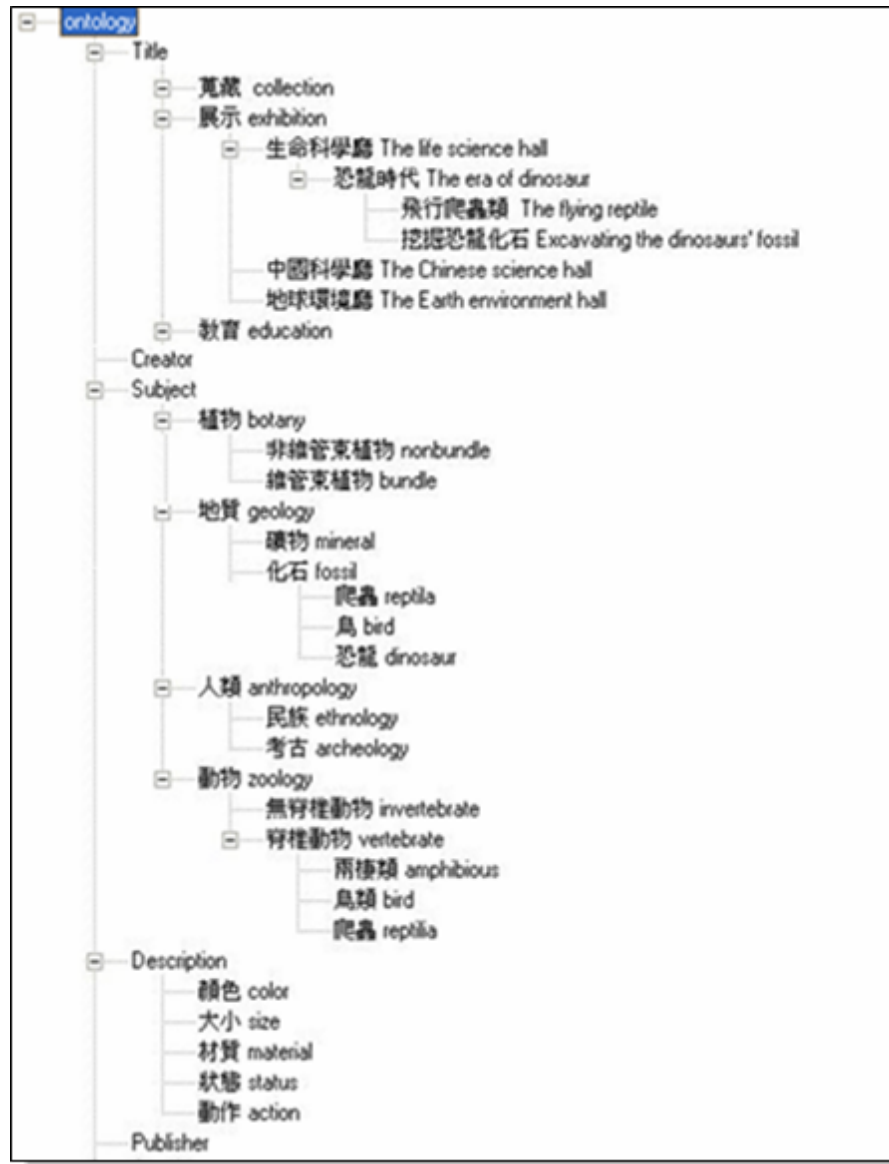 ontology
Title
蒐藏 collection
展示 exhibition
生命科學廳 The life science hall
恐龍時代 The era of dinosaur
飛行爬蟲類 The flying reptile
挖掘恐龍化石 Excavating the dinosaurs' fossil
中國科學廳 The Chinese science hall
地球環境廳 The Earth environment hall
教育 education
Creator
Subject
植物 botany
非維管束植物 nonbundle
維管束植物 bundle
地質 geology
礦物 mineral
化石 fossil
爬蟲 reptila
鳥 bird
恐龍 dinosaur
人類 anthropology
民族 ethnology
考古 archeology
動物 zoology
無脊椎動物 invertebrate
脊椎動物 vertebrate
兩棲類 amphibious
鳥類 bird
爬蟲 reptilia
Description
顏色 color
大小 size
材質 material
狀態 status
動作 action
Publisher